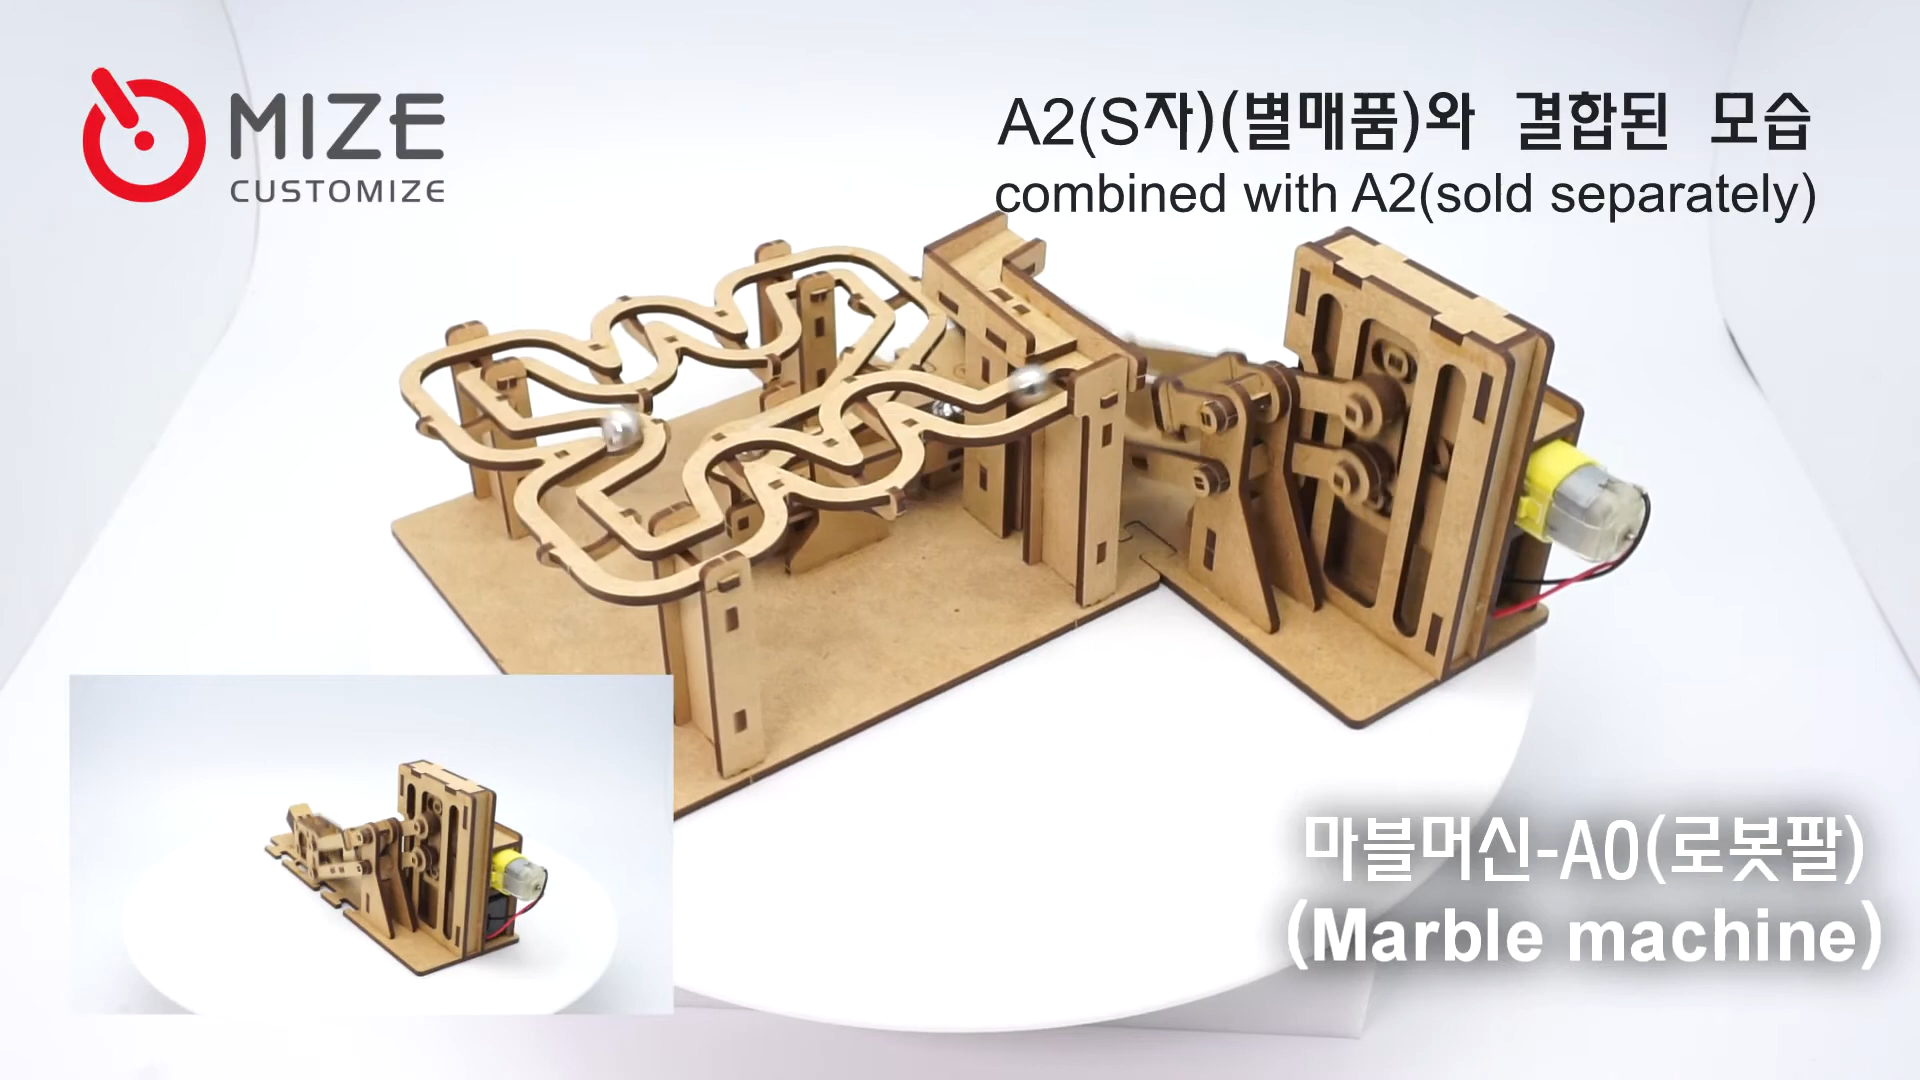 MIZE
CUSTOMIZE
A2(S자)(별매품)와 결합된 모습
combined with A2(sold separately)
마블머신-A0(로봇팔)
(Marble machine)